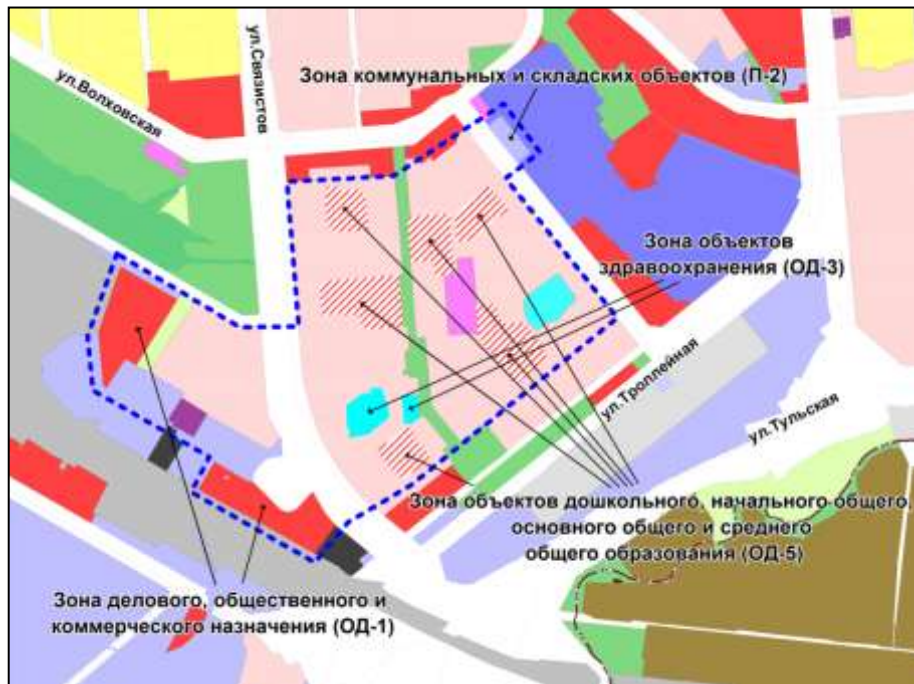 ул.Волховская
ул.Связистов
Зона коммунальных и складских объектов (П-2)
Зона объектов
здравоохранения (ОД-3)
ул.Троллейная
ул.Тульская
Зона объектов дошкольного, начального общего,
основного общего и среднего
общего образования (ОД-5)
Зона делового, общественного и
коммерческого назначения (ОД-1)